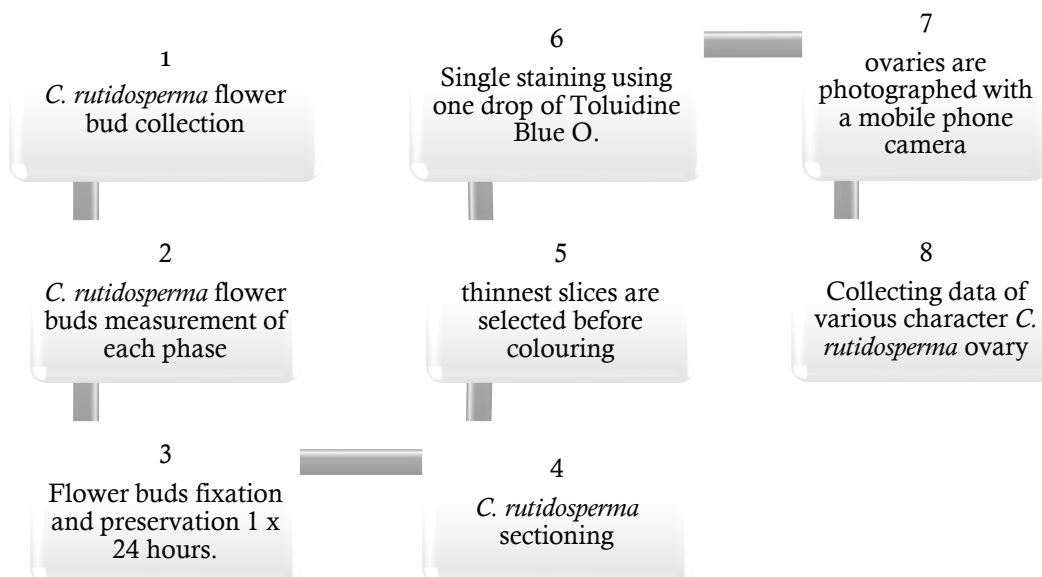 1
C. rutidosperma flower
bud collection
2
C. rutidosperma flower
buds measurement of
each phase
3
Flower buds fixation
and preservation 1 x
24 hours.
4
C. rutidosperma
sectioning
5
thinnest slices are
selected before
colouring
6
Single staining using
one drop of Toluidine
Blue O.
7
ovaries are
photographed with
a mobile phone
camera
8
Collecting data of
various character C.
rutidosperma ovary